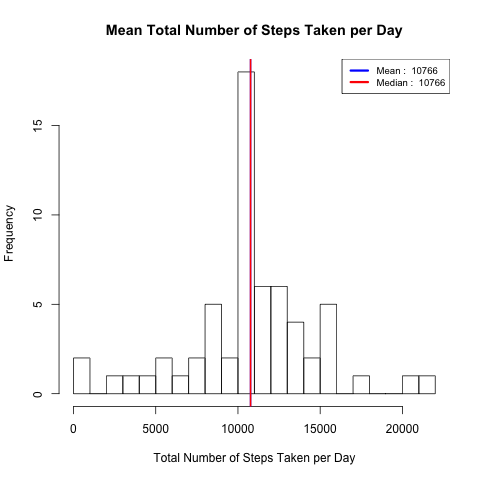 Mean Total Number of Steps Taken per Day
Mean :  10766
Median :  10766
Frequency
15
10
5
0
0 5000 10000 15000 20000
Total Number of Steps Taken per Day